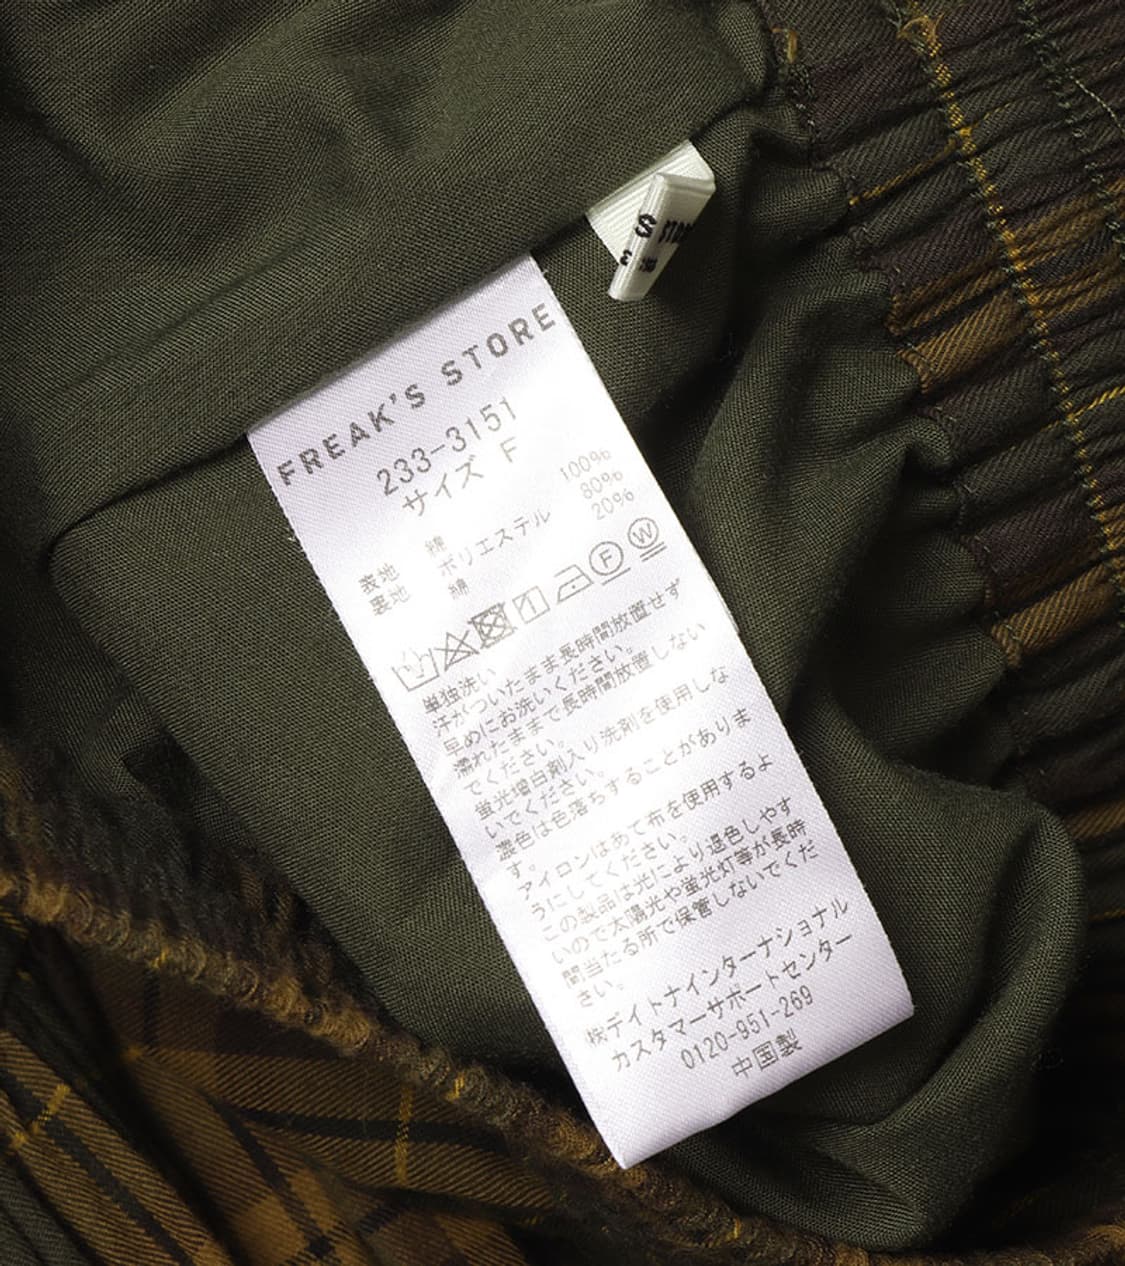 FREAK'S STORE
233-3151
サイズ F
表地 綿 100%
裏地 ポリエステル 80%
綿 20%
単独洗い
汗がついたまま長時間放置せず
早めにお洗いください。
濡れたままで長時間放置しない
でください。
蛍光増白剤入り洗剤を使用しな
いでください。
濃色は色落ちすることがありま
す。
アイロンはあて布を使用するよ
うにしてください。
この製品は光により退色しやす
いので太陽光や蛍光灯等が長時
間当たる所で保管しないでくだ
さい。
㈱デイトナインターナショナル
カスタマーサポートセンター
0120-951-269
中国製